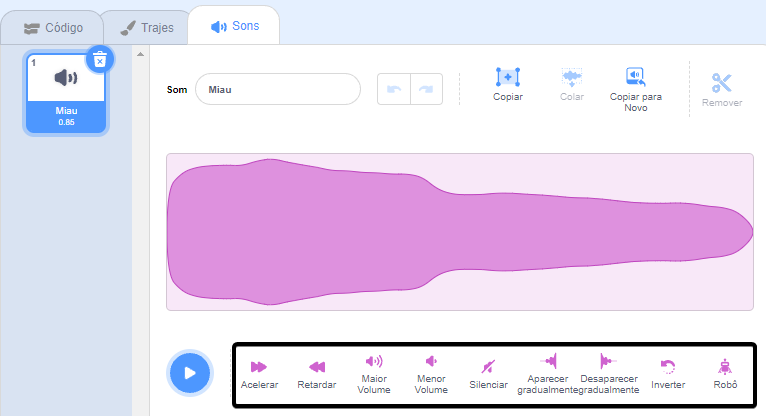 Código
Trajes
Sons
1
Miau
0.85
Som
Miau
Copiar
Colar
Copiar para
Novo
Remover
Acelerar
Retardar
Maior
Volume
Menor
Volume
Silenciar
Aparecer
gradualmente
Desaparecer
gradualmente
Inverter
Robô